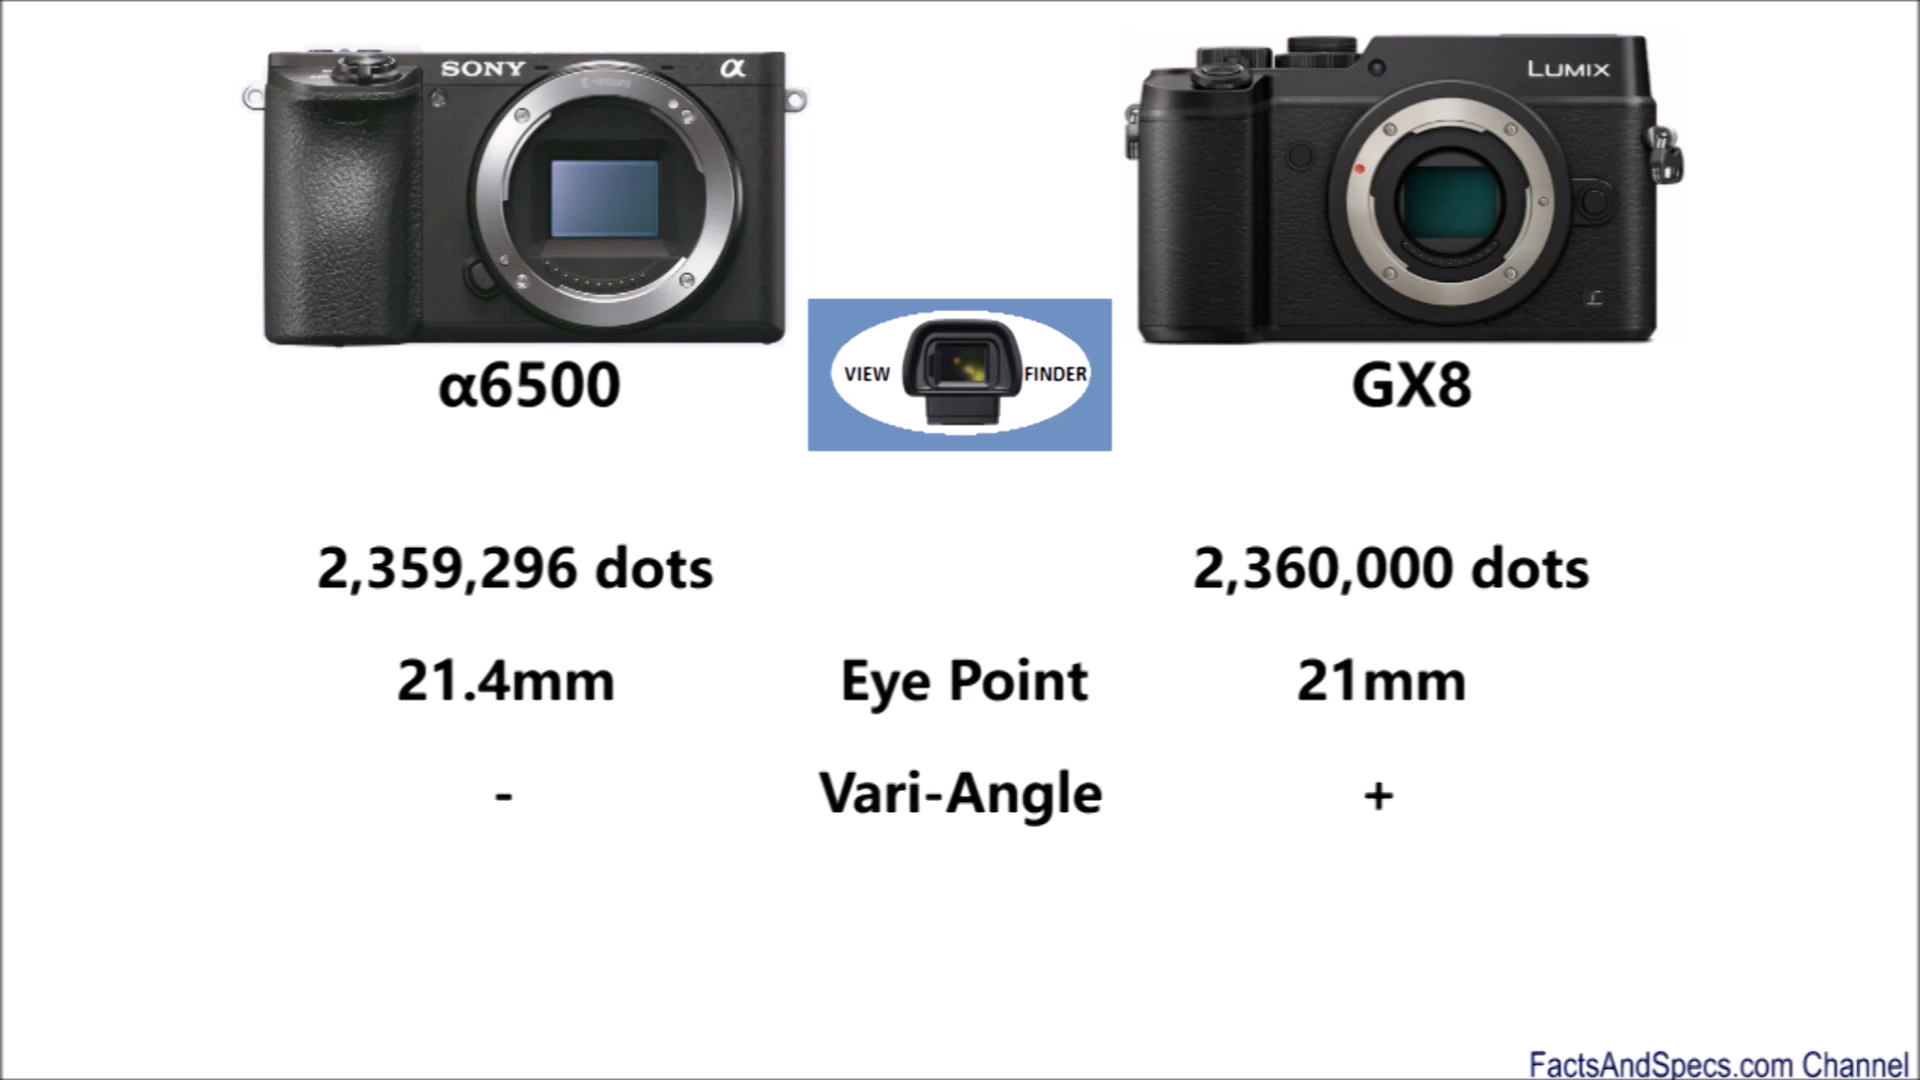 SONY α
LUMIX
E-mount
α6500
VIEW FINDER
GX8
2,359,296 dots
2,360,000 dots
21.4mm
Eye Point
21mm
-
Vari-Angle
+
FactsAndSpecs.com Channel